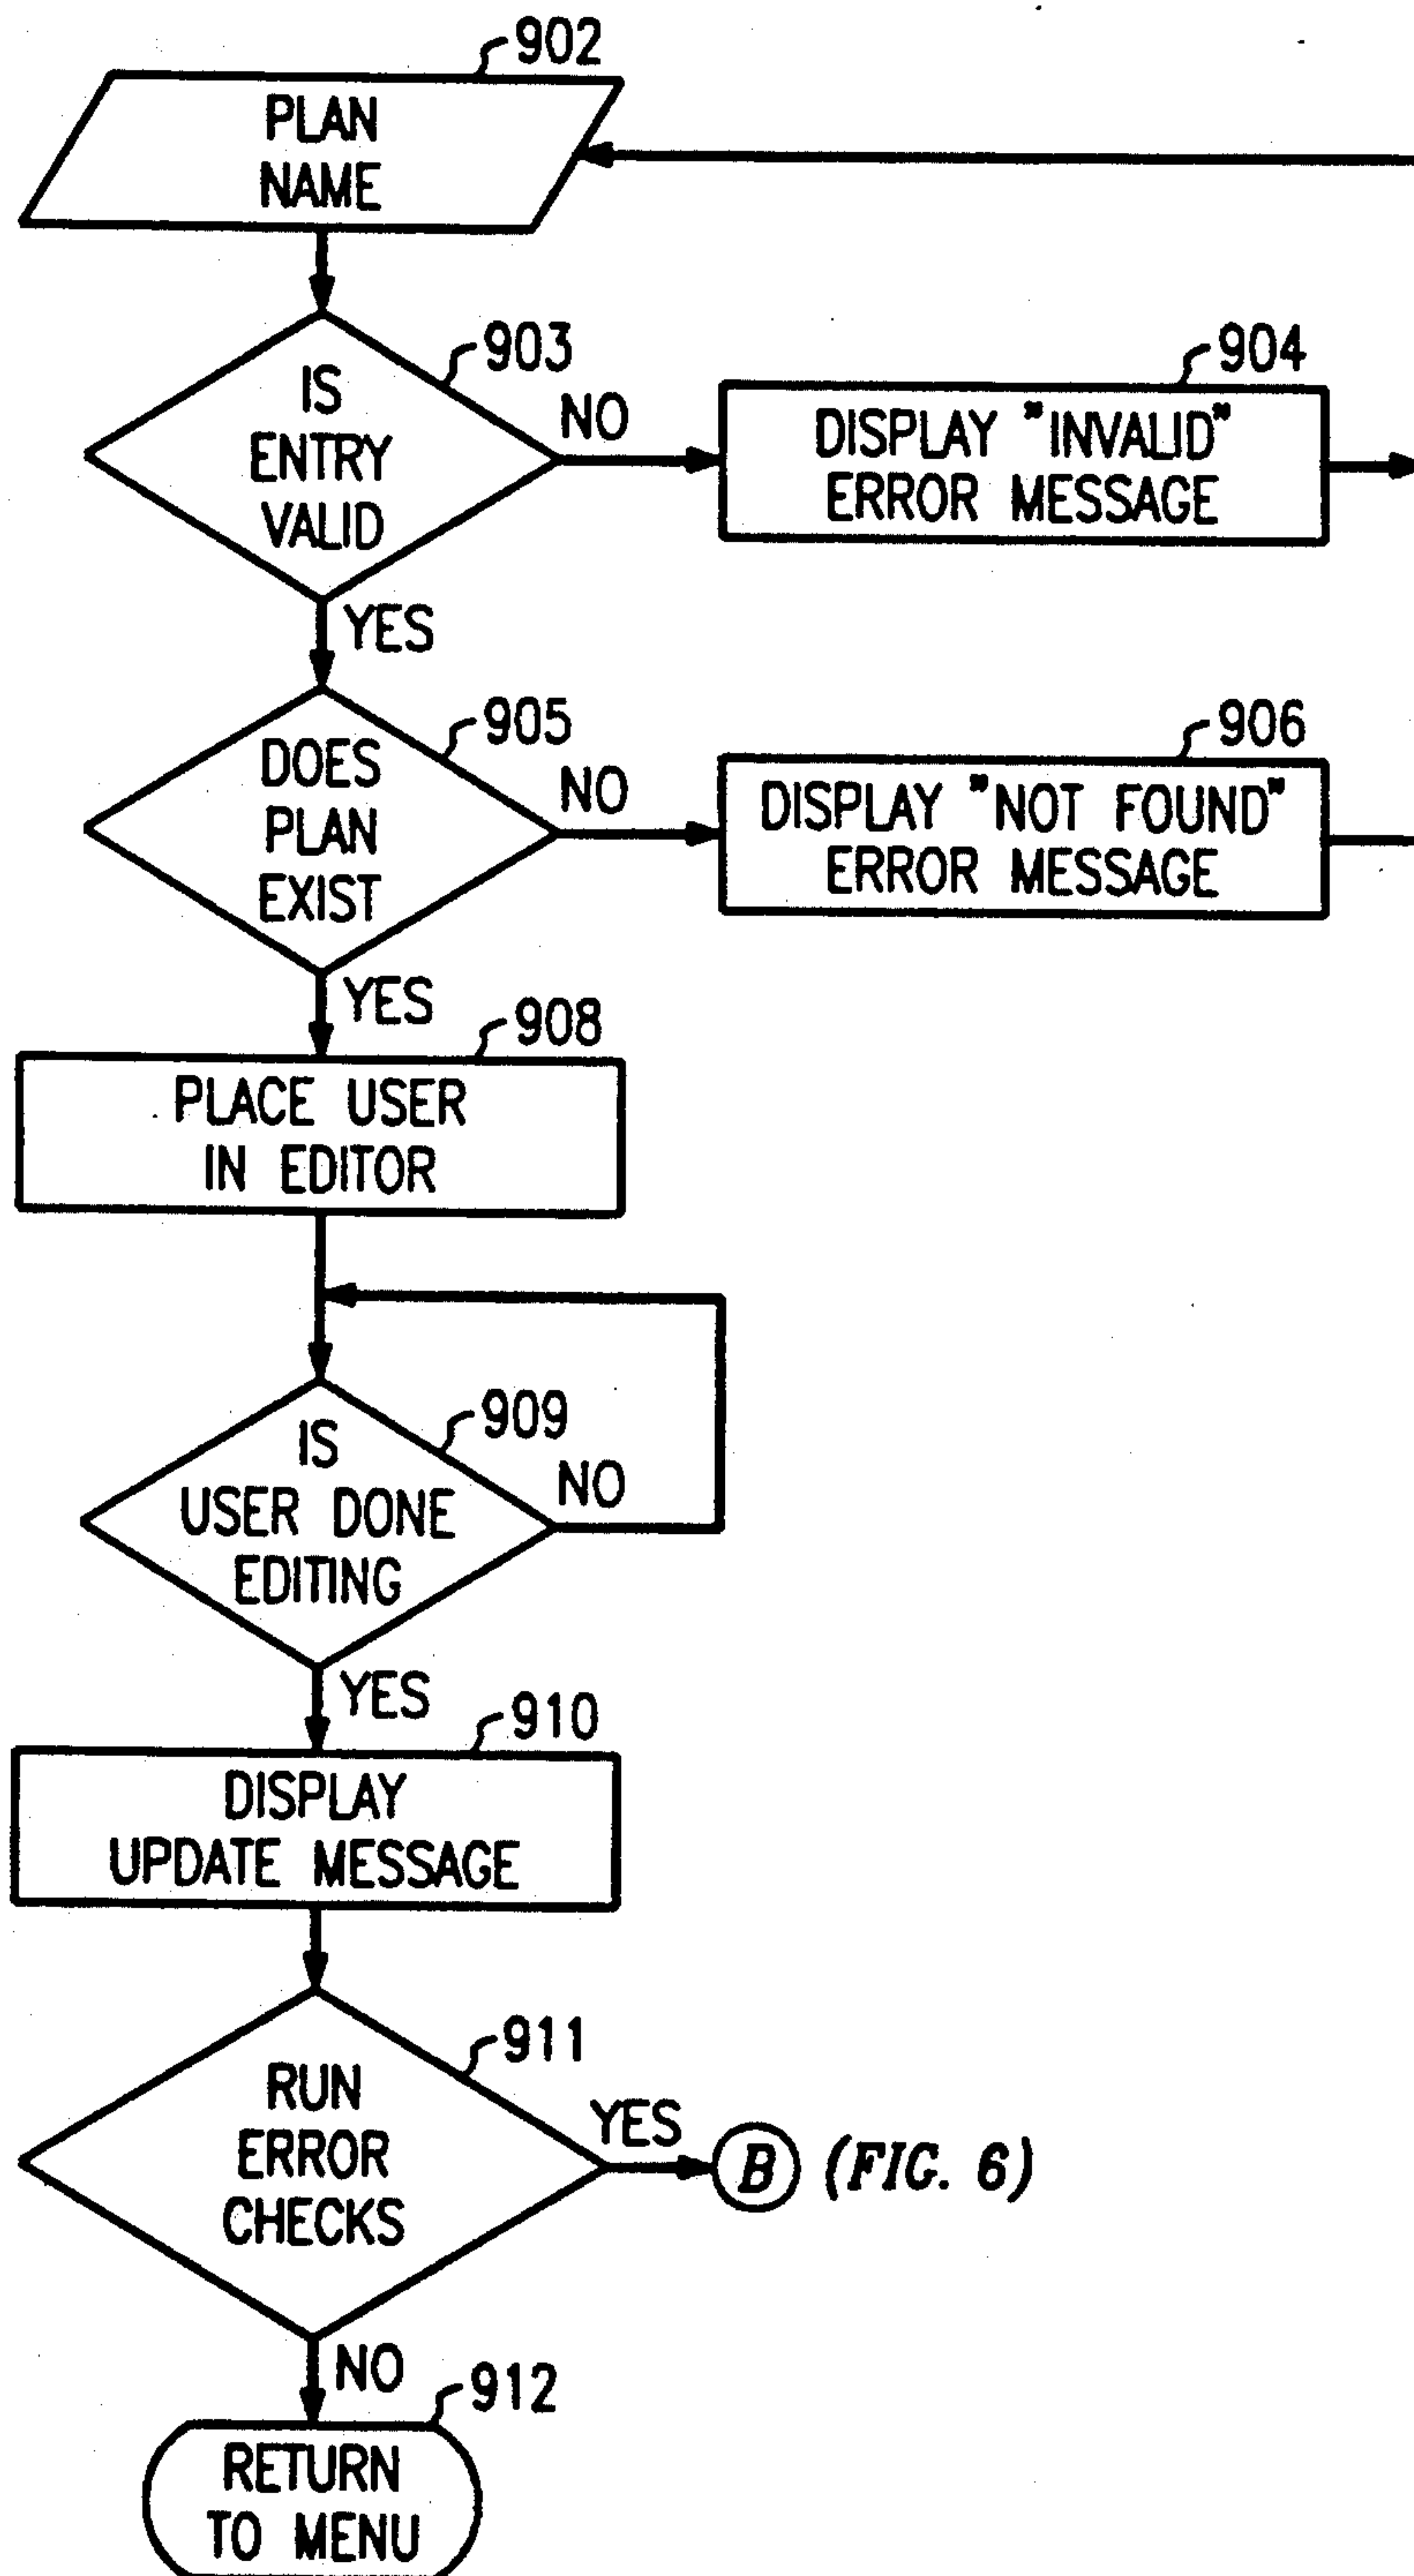 902
PLAN
NAME
903
IS
ENTRY
VALID
NO
904
DISPLAY "INVALID"
ERROR MESSAGE
YES
905
DOES
PLAN
EXIST
NO
906
DISPLAY "NOT FOUND"
ERROR MESSAGE
YES
908
PLACE USER
IN EDITOR
909
IS
USER DONE
EDITING
NO
YES
910
DISPLAY
UPDATE MESSAGE
911
RUN
ERROR
CHECKS
YES
B (FIG. 6)
NO
912
RETURN
TO MENU